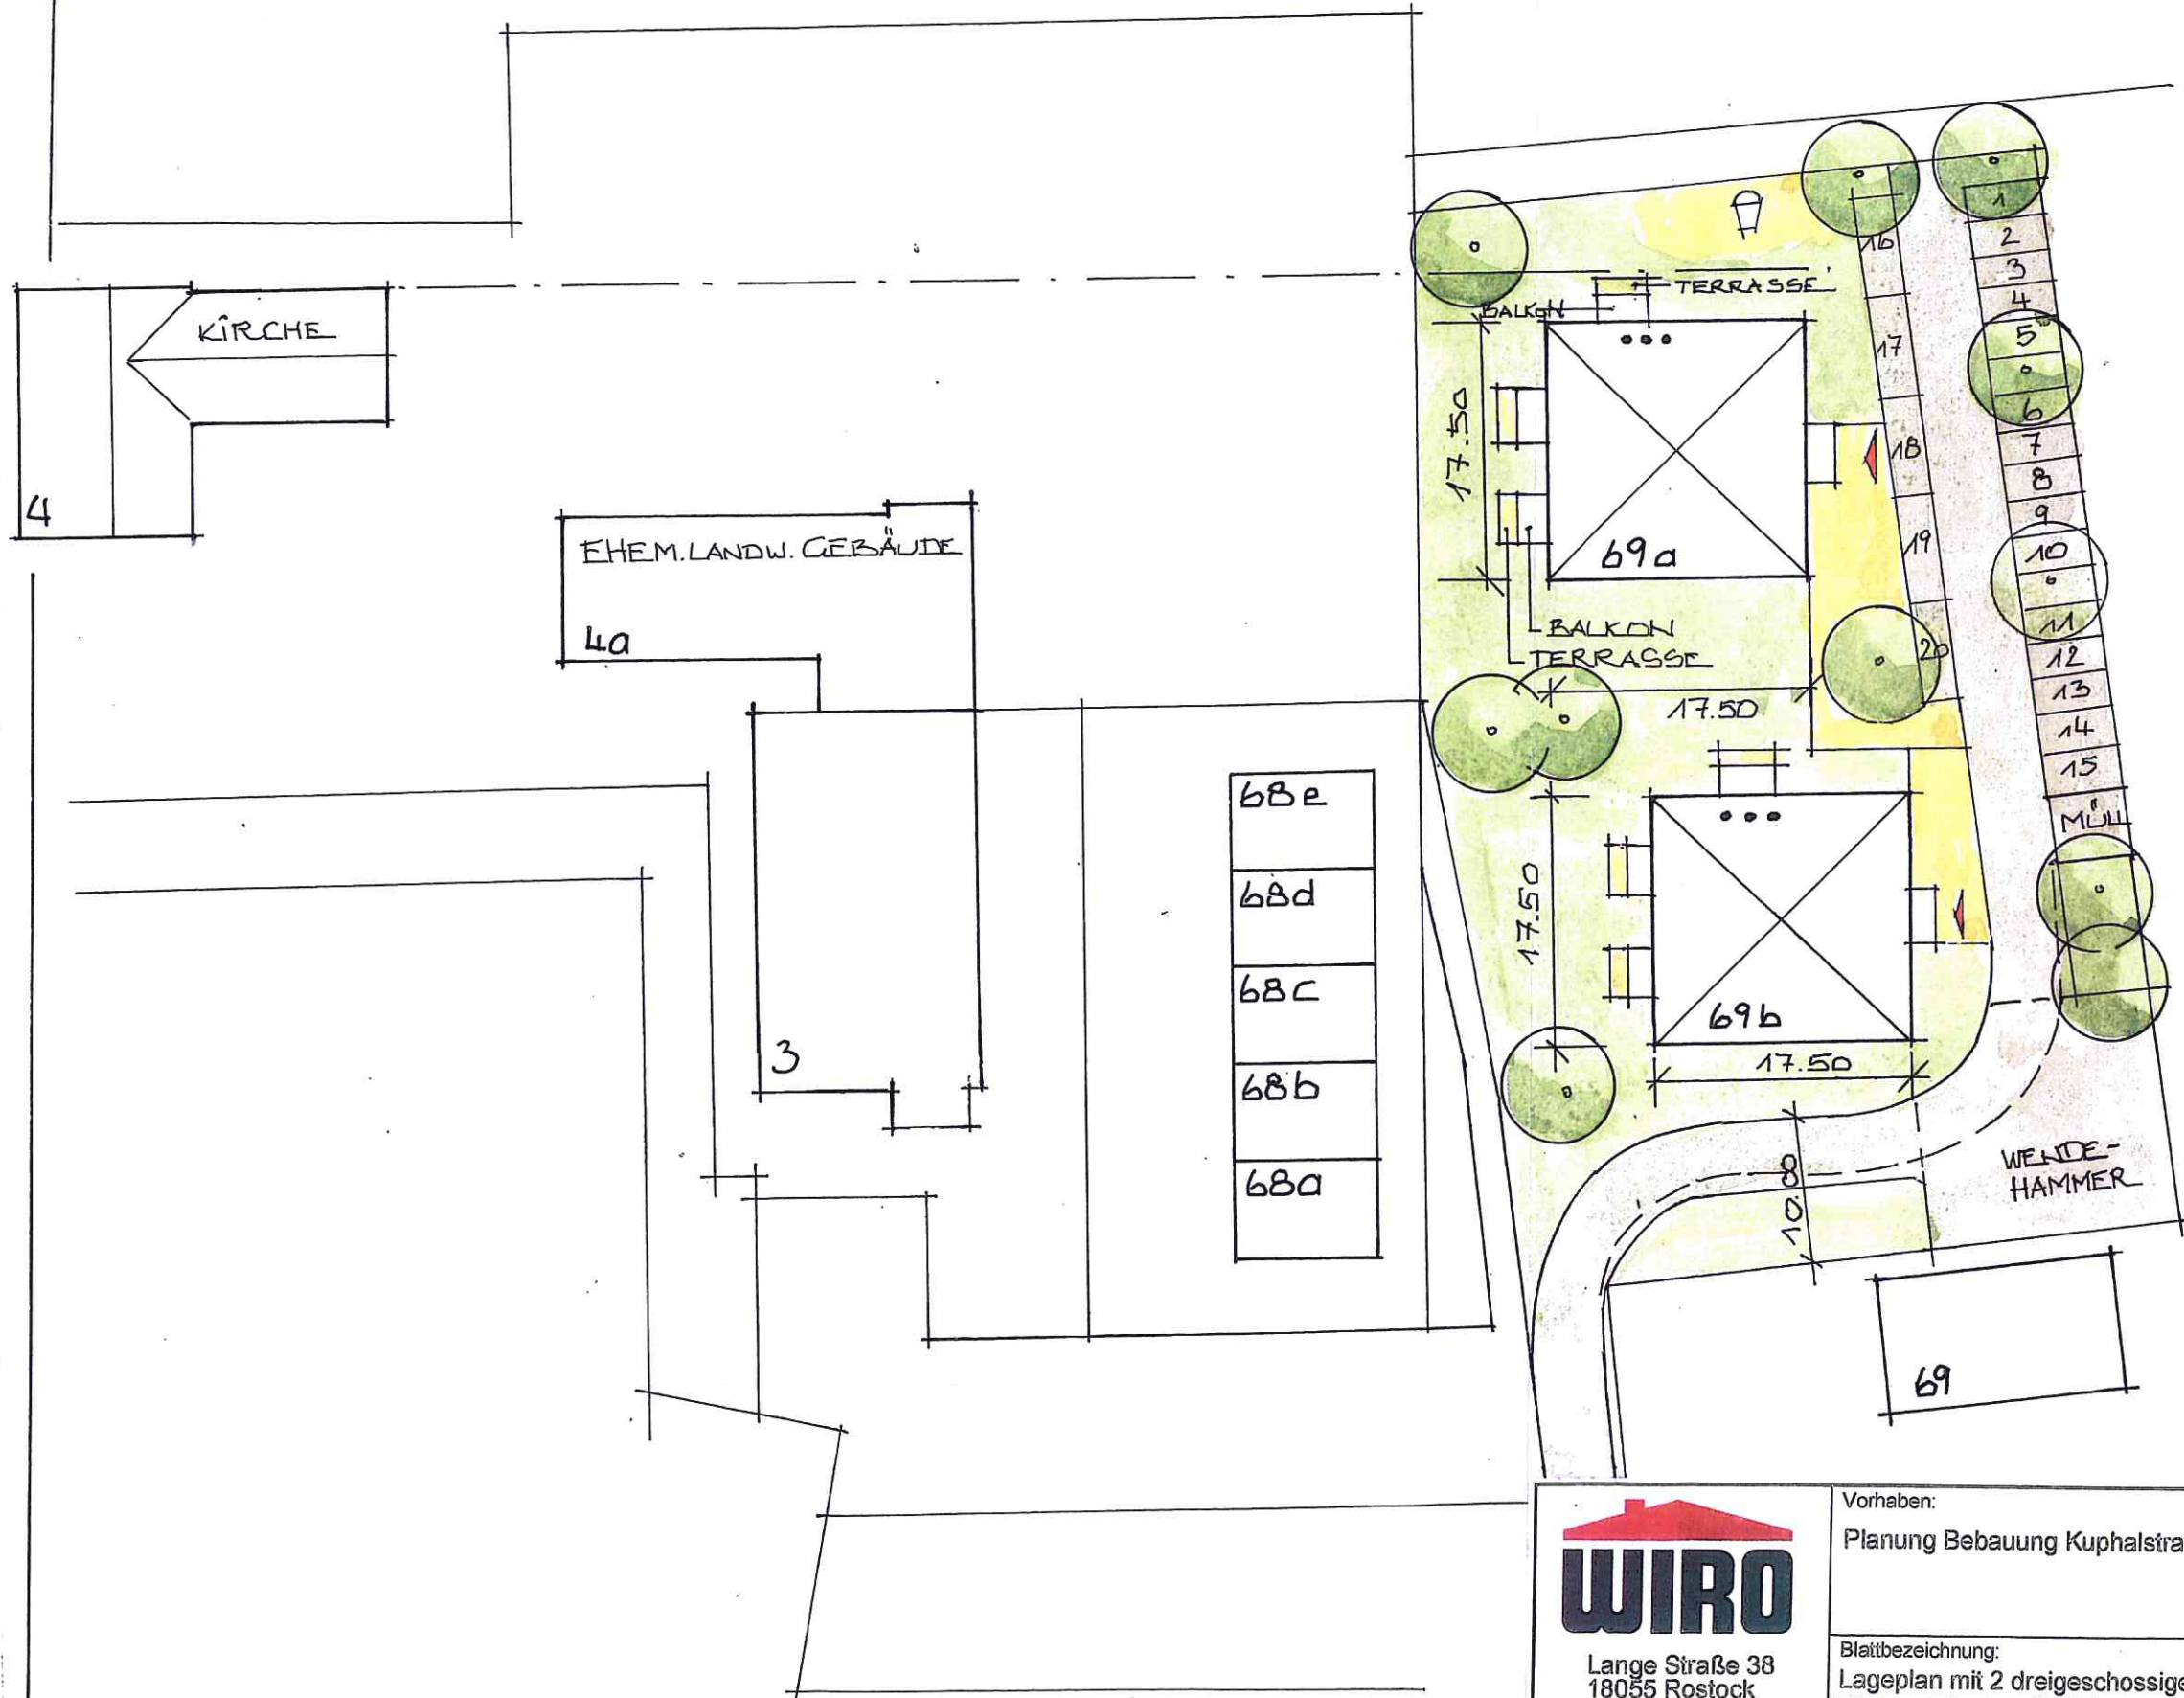 KIRCHE
4
EHEM. LANDW. GEBÄUDE
4a
3
68e
68d
68c
68b
68a
TERRASSE
BALKON
17.50
69a
BALKON
TERRASSE
17.50
17.50
69b
17.50
10.8
16
17
18
19
20
1
2
3
4
5
6
7
8
9
10
11
12
13
14
15
MÜLL
WENDE-
HAMMER
69
WIRO
Lange Straße 38
18055 Rostock
Vorhaben:
Planung Bebauung Kuphalstra
Blattbezeichnung:
Lageplan mit 2 dreigeschossige